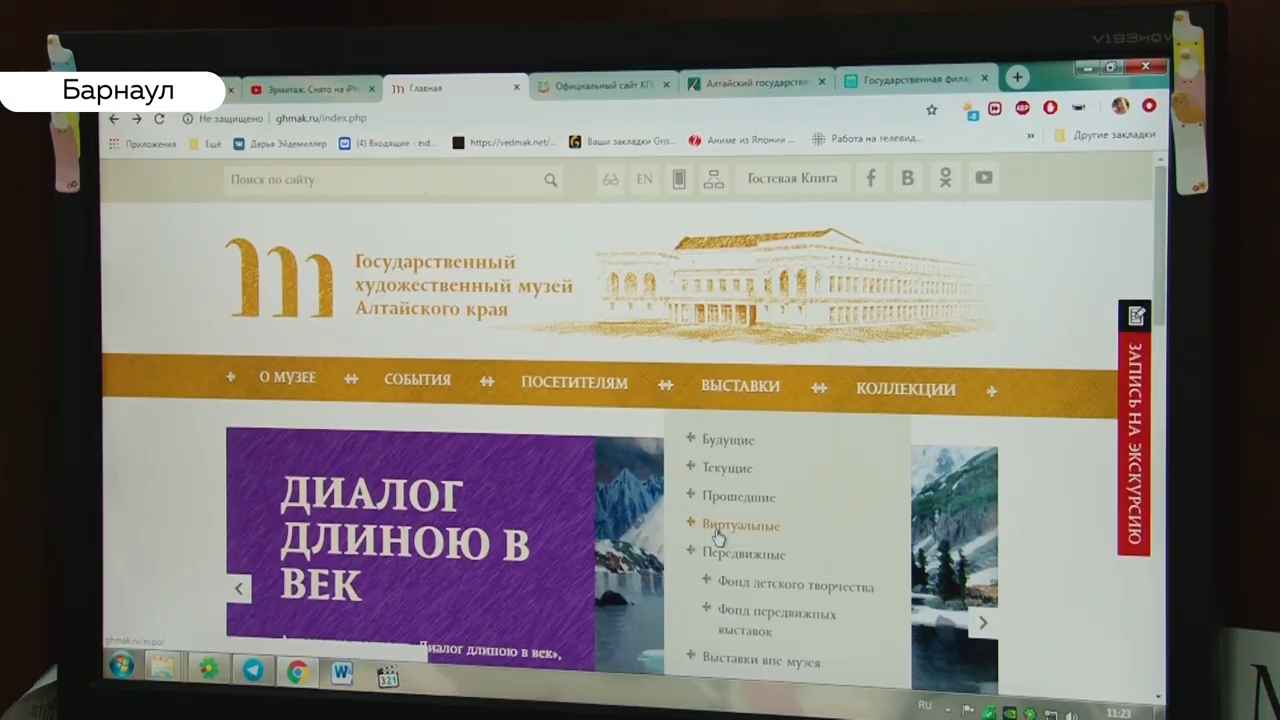 V193HQV
Барнаул
Эрмитаж. Снято на iPh
Главная
Официальный сайт КГ
Алтайский государстве
Государственная фила
Не защищено
ghmak.ru/index.php
Приложения
Ещё
Дарья Эйдемиллер
(4) Входящие - eid...
https://vedmak.net/...
Ваши закладки Gro...
Аниме из Японии ...
Работа на телевид...
»
Другие закладки
Поиск по сайту
EN
Гостевая Книга
Государственный
художественный музей
Алтайского края
О МУЗЕЕ
СОБЫТИЯ
ПОСЕТИТЕЛЯМ
ВЫСТАВКИ
КОЛЛЕКЦИИ
ЗАПИСЬ НА ЭКСКУРСИЮ
ДИАЛОГ
ДЛИНОЮ В
ВЕК
Диалог длиною в век»,
Будущие
Текущие
Прошедшие
Виртуальные
Передвижные
Фонд детского творчества
Фонд передвижных
выставок
Выставки вне музея
ghmak.ru/expo/
RU
11:23